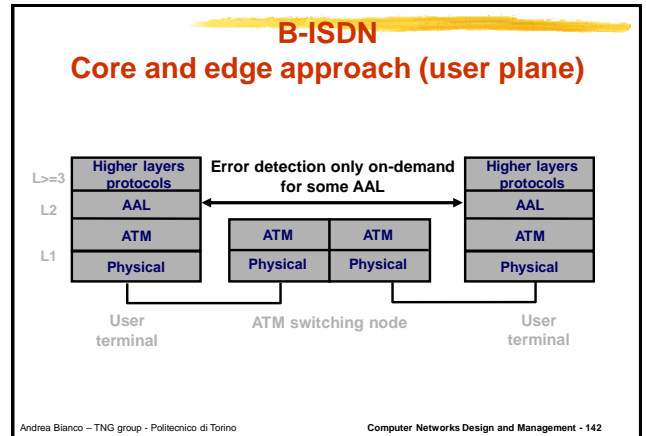 B-ISDN
Core and edge approach (user plane)
L>=3
Higher layers
protocols
Error detection only on-demand
for some AAL
Higher layers
protocols
L2
AAL
AAL
ATM
ATM
ATM
ATM
L1
Physical
Physical
Physical
Physical
User
terminal
ATM switching node
User
terminal
Andrea Bianco – TNG group - Politecnico di Torino
Computer Networks Design and Management - 142